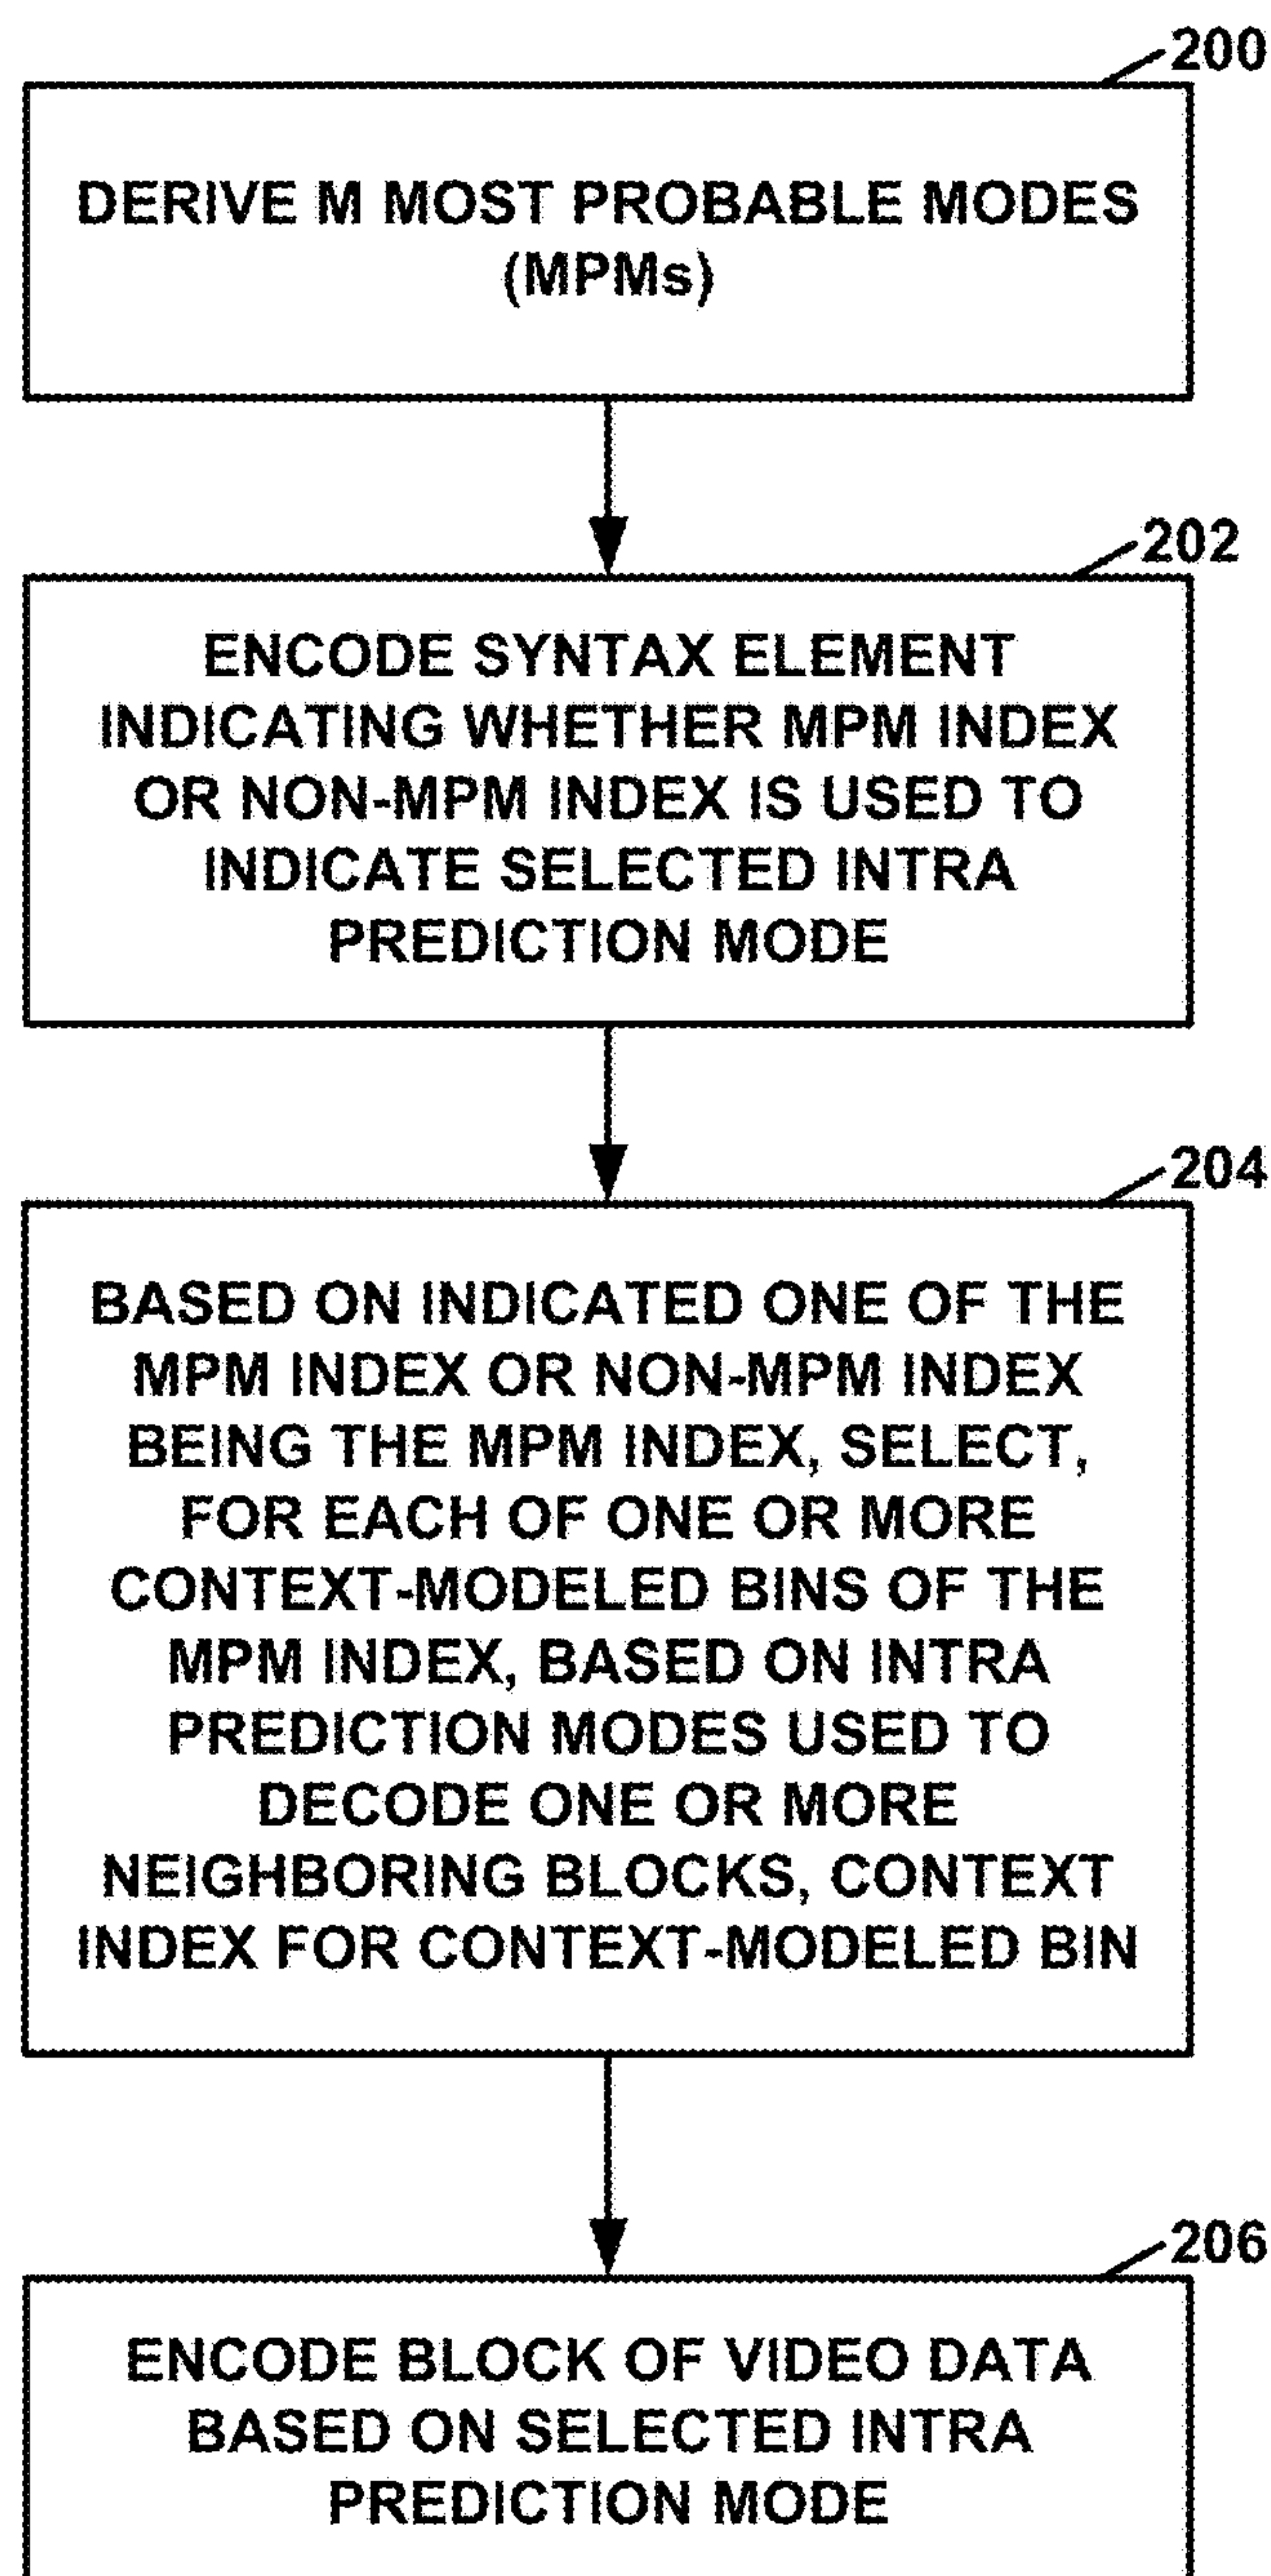 200
DERIVE M MOST PROBABLE MODES
(MPMs)
202
ENCODE SYNTAX ELEMENT
INDICATING WHETHER MPM INDEX
OR NON-MPM INDEX IS USED TO
INDICATE SELECTED INTRA
PREDICTION MODE
204
BASED ON INDICATED ONE OF THE
MPM INDEX OR NON-MPM INDEX
BEING THE MPM INDEX, SELECT,
FOR EACH OF ONE OR MORE
CONTEXT-MODELED BINS OF THE
MPM INDEX, BASED ON INTRA
PREDICTION MODES USED TO
DECODE ONE OR MORE
NEIGHBORING BLOCKS, CONTEXT
INDEX FOR CONTEXT-MODELED BIN
206
ENCODE BLOCK OF VIDEO DATA
BASED ON SELECTED INTRA
PREDICTION MODE